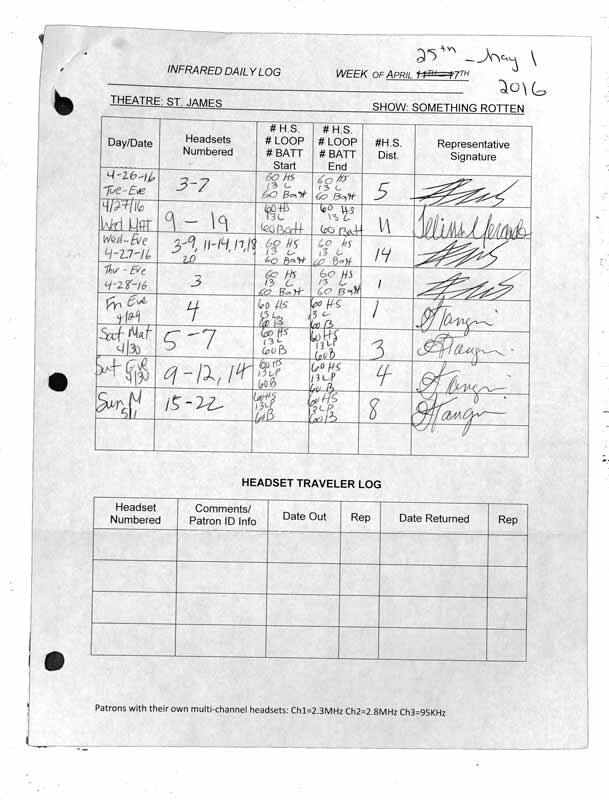 25th - May 1
INFRARED DAILY LOG WEEK OF APRIL 11TH - 17TH
2016
THEATRE: ST. JAMES SHOW: SOMETHING ROTTEN
Day/Date Headsets Numbered # H.S. # LOOP # BATT Start # H.S. # LOOP # BATT End #H.S. Dist. Representative Signature
4-26-16 Tue-Eve 3-7 60 HS 13 L 60 Batt 60 HS 13 L 60 Batt 5
4/27/16 Wed MAT 9 - 19 60 HS 13 L 60 Batt 60 HS 13 L 60 Batt 11
Wed-Eve 4-27-16 3-9, 11-14, 17, 18, 20 60 HS 13 L 60 Batt 60 HS 13 L 60 Batt 14
Thu-Eve 4-28-16 3 60 HS 13 L 60 Batt 60 HS 13 L 60 Batt 1
Fri Eve 4/29 4 60 HS 13 L 60 B 60 HS 13 L 60 B 1
Sat Mat 4/30 5-7 60 HS 13 L 60 B 60 HS 13 LP 60 B 3
Sat Eve 4/30 9-12, 14 60 HS 13 LP 60 B 60 HS 13 LP 60 B 4
Sun M 5/1 15-22 60 HS 13 LP 60 B 60 HS 13 LP 60 B 8
HEADSET TRAVELER LOG
Headset Numbered Comments/ Patron ID Info Date Out Rep Date Returned Rep
Patrons with their own multi-channel headsets: Ch1=2.3MHz Ch2=2.8MHz Ch3=95KHz